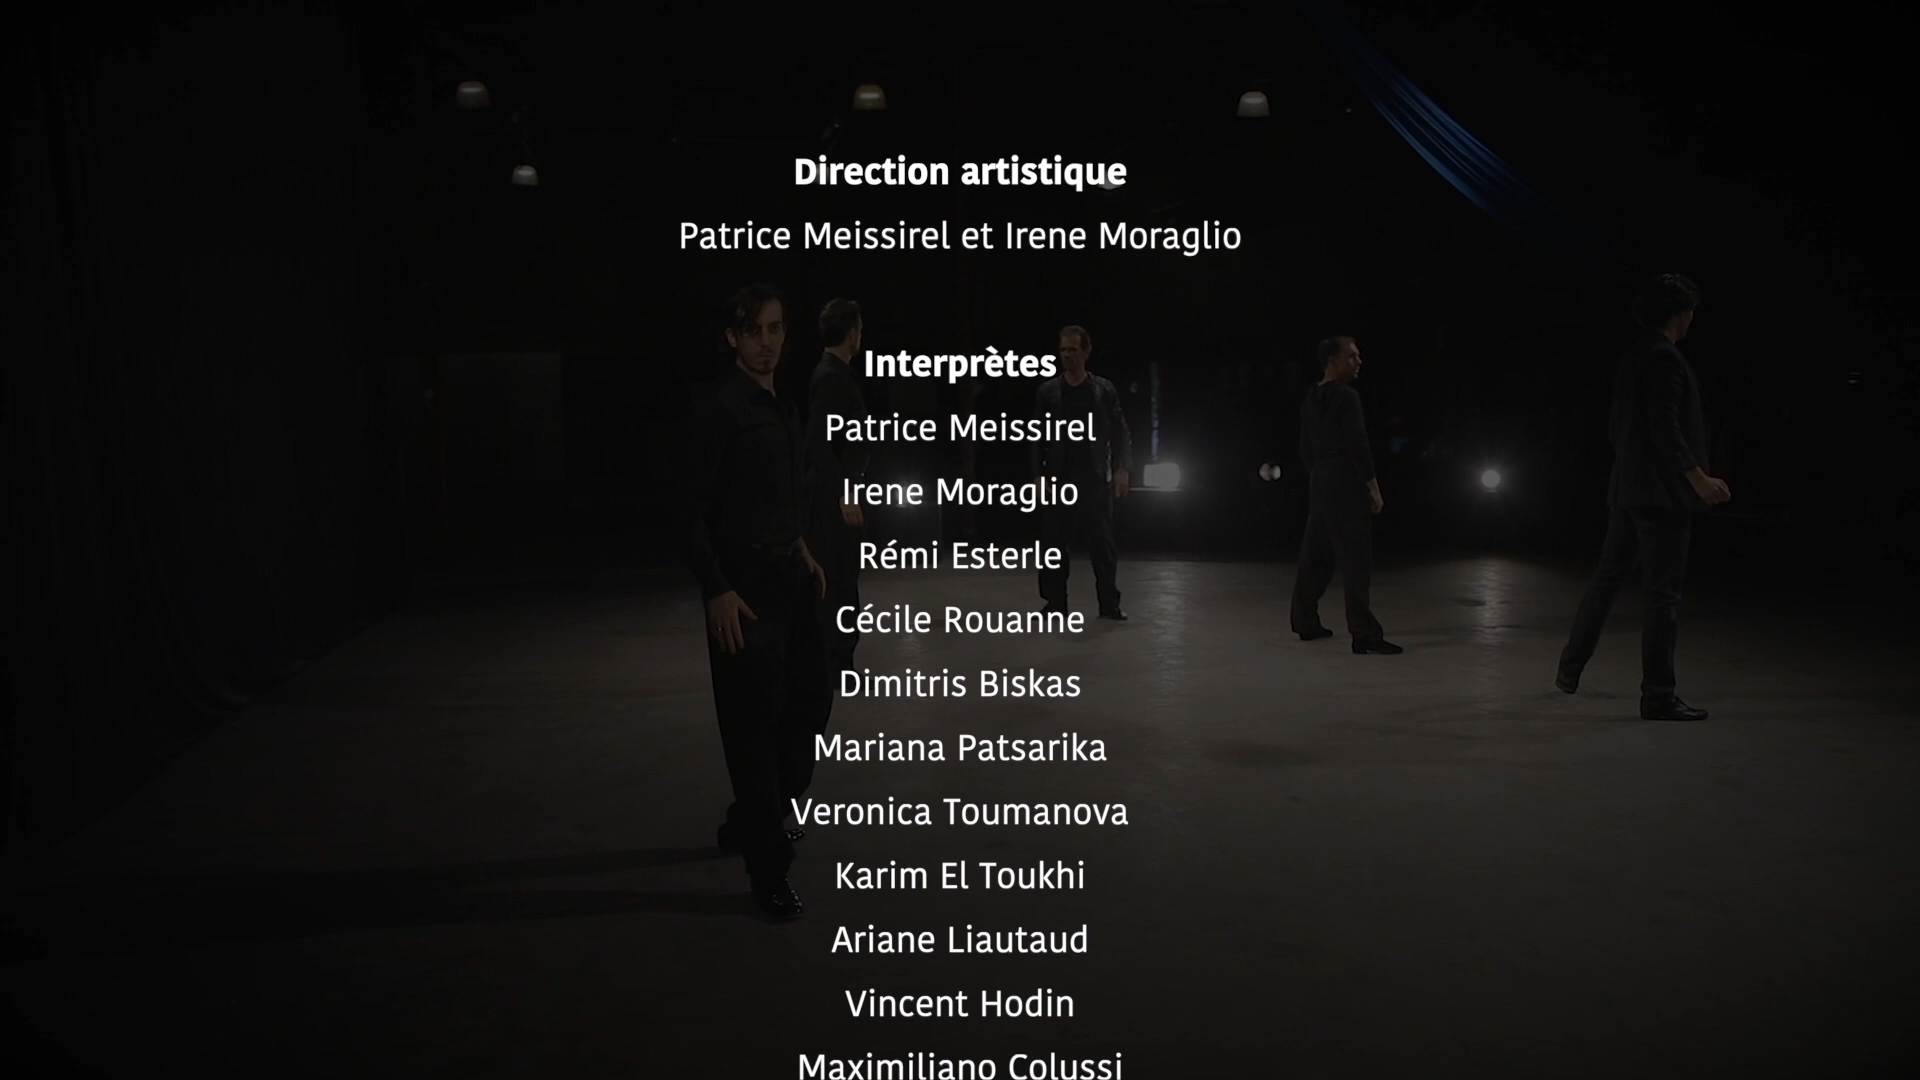 Direction artistique
Patrice Meissirel et Irene Moraglio
Interprètes
Patrice Meissirel
Irene Moraglio
Rémi Esterle
Cécile Rouanne
Dimitris Biskas
Mariana Patsarika
Veronica Toumanova
Karim El Toukhi
Ariane Liautaud
Vincent Hodin
Maximiliano Colussi